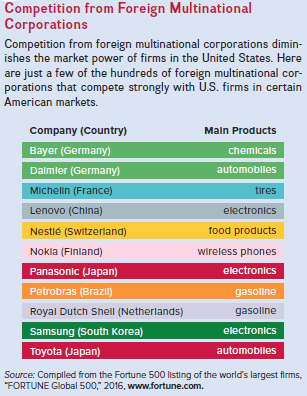 Competition from Foreign Multinational
Corporations
Competition from foreign multinational corporations dimin-
ishes the market power of firms in the United States. Here
are just a few of the hundreds of foreign multinational cor-
porations that compete strongly with U.S. firms in certain
American markets.
Company (Country) Main Products
Bayer (Germany) chemicals
Daimler (Germany) automobiles
Michelin (France) tires
Lenovo (China) electronics
Nestlé (Switzerland) food products
Nokia (Finland) wireless phones
Panasonic (Japan) electronics
Petrobras (Brazil) gasoline
Royal Dutch Shell (Netherlands) gasoline
Samsung (South Korea) electronics
Toyota (Japan) automobiles
Source: Compiled from the Fortune 500 listing of the world's largest firms,
"FORTUNE Global 500," 2016, www.fortune.com.